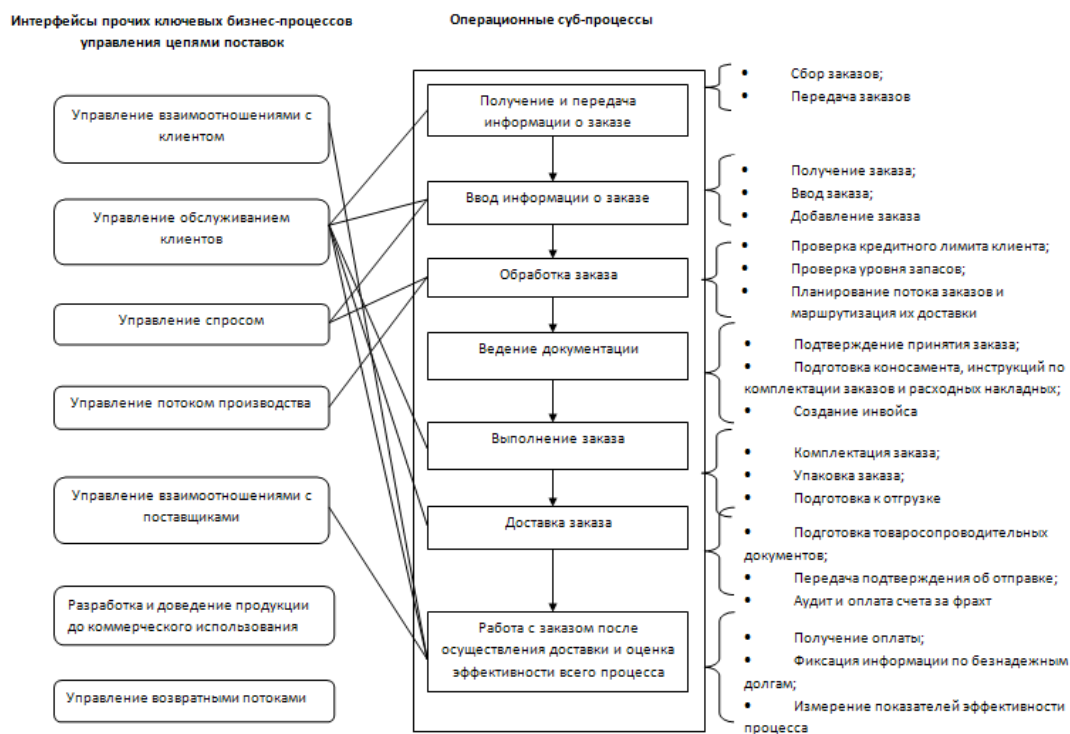 Интерфейсы прочих ключевых бизнес-процессов
управления цепями поставок
Управление взаимоотношениями с
клиентом
Управление обслуживанием
клиентов
Управление спросом
Управление потоком производства
Управление взаимоотношениями с
поставщиками
Разработка и доведение продукции
до коммерческого использования
Управление возвратными потоками
Операционные суб-процессы
Получение и передача
информации о заказе
Ввод информации о заказе
Обработка заказа
Ведение документации
Выполнение заказа
Доставка заказа
Работа с заказом после
осуществления доставки и оценка
эффективности всего процесса
• Сбор заказов;
• Передача заказов
• Получение заказа;
• Ввод заказа;
• Добавление заказа
• Проверка кредитного лимита клиента;
• Проверка уровня запасов;
• Планирование потока заказов и
маршрутизация их доставки
• Подтверждение принятия заказа;
• Подготовка коносамента, инструкций по
комплектации заказов и расходных накладных;
• Создание инвойса
• Комплектация заказа;
• Упаковка заказа;
• Подготовка к отгрузке
• Подготовка товаросопроводительных
документов;
• Передача подтверждения об отправке;
• Аудит и оплата счета за фрахт
• Получение оплаты;
• Фиксация информации по безнадежным
долгам;
• Измерение показателей эффективности
процесса